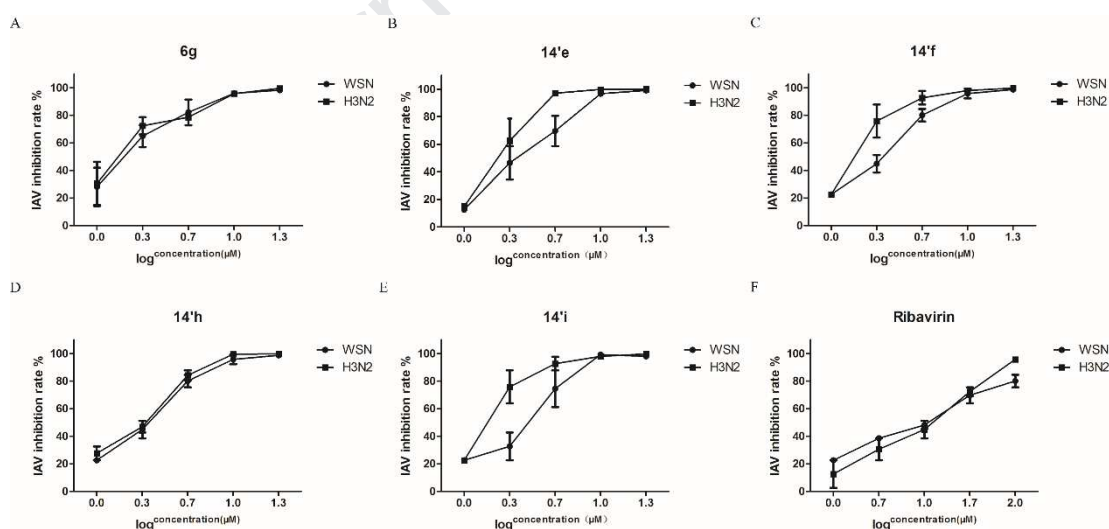 A
6g
IAV inhibition rate %
100
80
60
40
20
0
0.0 0.3 0.7 1.0 1.3
log concentration(μM)
WSN
H3N2
B
14'e
IAV inhibition rate %
100
80
60
40
20
0
0.0 0.3 0.7 1.0 1.3
log concentration（μM）
WSN
H3N2
C
14'f
IAV inhibition rate %
100
80
60
40
20
0
0.0 0.3 0.7 1.0 1.3
log concentration(μM)
WSN
H3N2
D
14'h
IAV inhibition rate %
100
80
60
40
20
0
0.0 0.3 0.7 1.0 1.3
log concentration(μM)
WSN
H3N2
E
14'i
IAV inhibition rate %
100
80
60
40
20
0
0.0 0.3 0.7 1.0 1.3
log concentration（μM）
WSN
H3N2
F
Ribavirin
IAV inhibition rate %
100
80
60
40
20
0
0.0 0.7 1.0 1.7 2.0
log concentration(μM)
WSN
H3N2